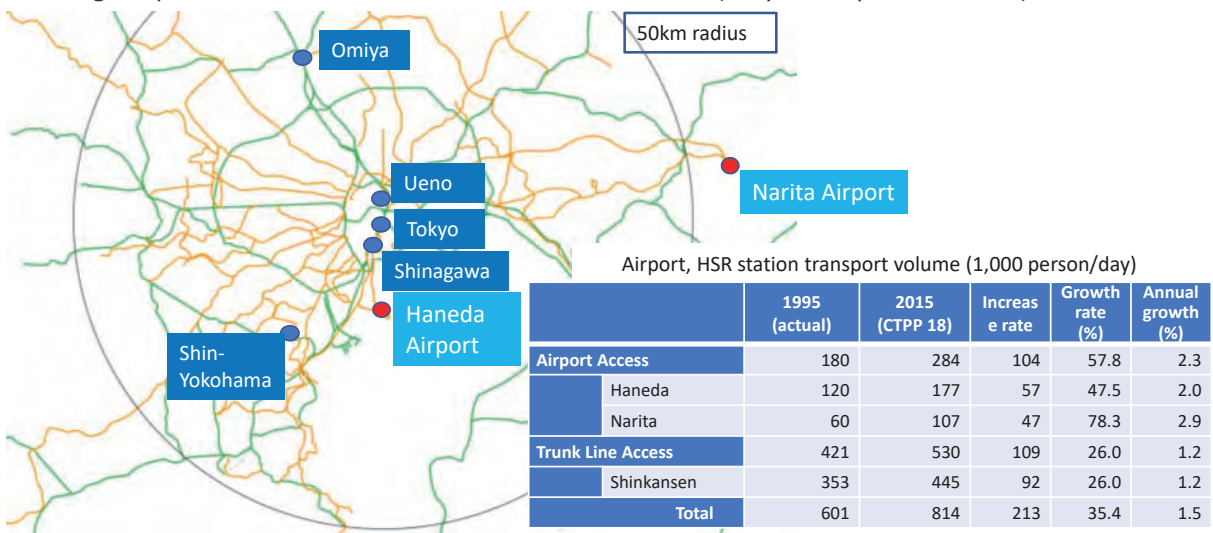 50km radius
Omiya
Ueno
Narita Airport
Tokyo
Shinagawa
Haneda
Airport
Shin-
Yokohama
Airport, HSR station transport volume (1,000 person/day)
1995 (actual) 2015 (CTPP 18) Increas e rate Growth rate (%) Annual growth (%)
Airport Access 180 284 104 57.8 2.3
Haneda 120 177 57 47.5 2.0
Narita 60 107 47 78.3 2.9
Trunk Line Access 421 530 109 26.0 1.2
Shinkansen 353 445 92 26.0 1.2
Total 601 814 213 35.4 1.5